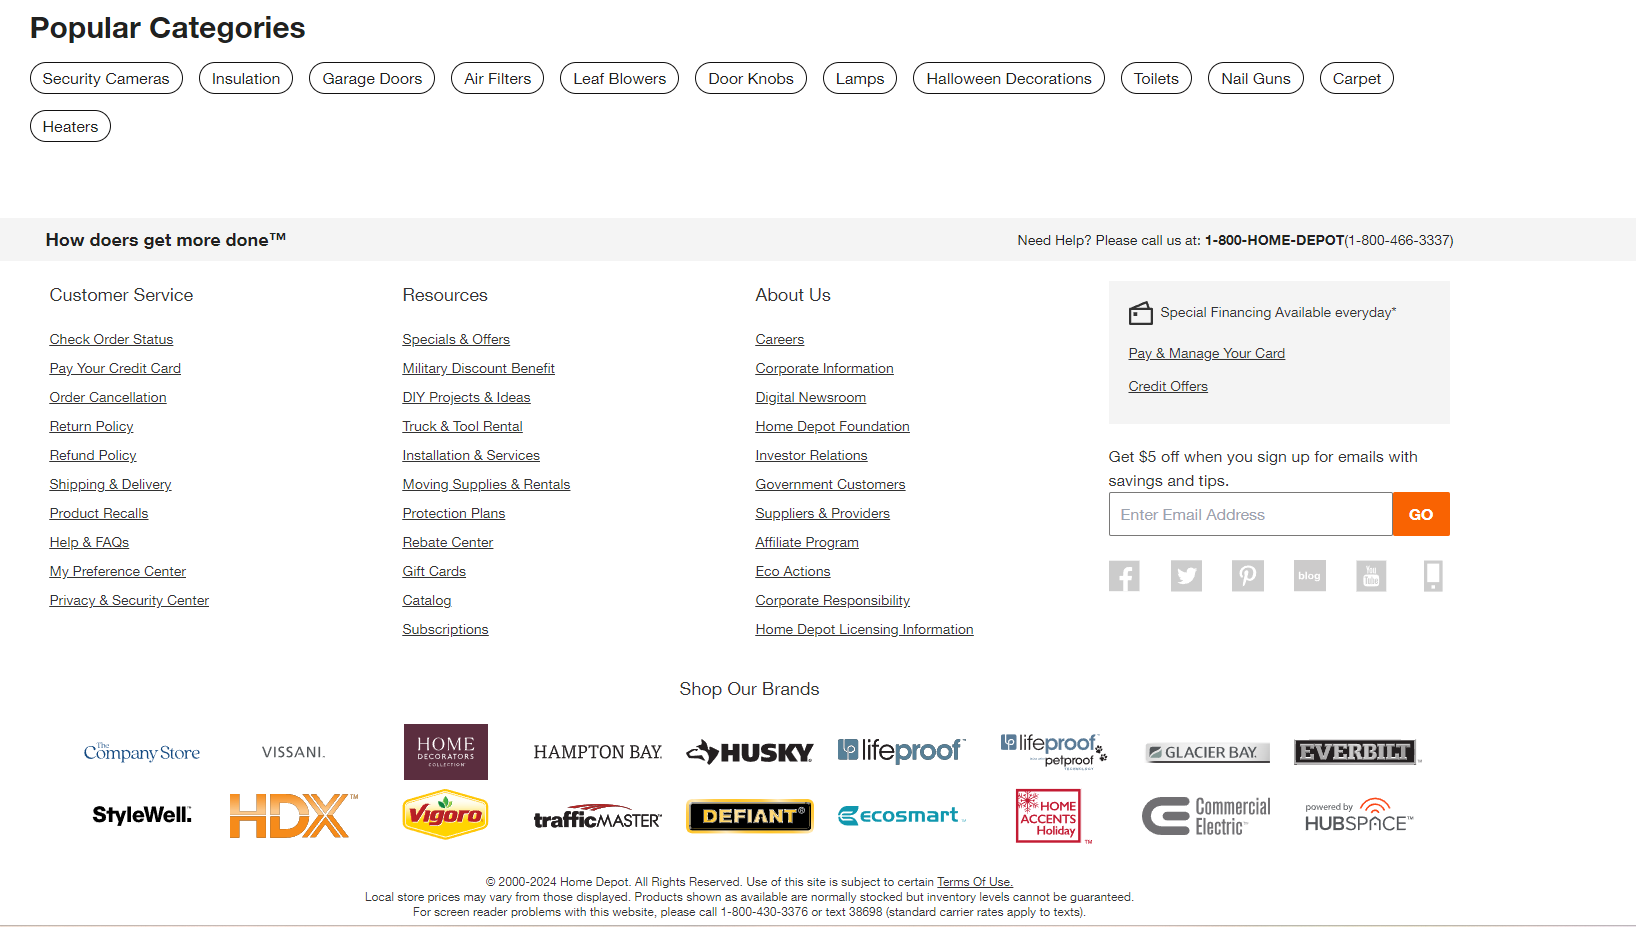 Popular Categories
Security Cameras
Insulation
Garage Doors
Air Filters
Leaf Blowers
Door Knobs
Lamps
Halloween Decorations
Toilets
Nail Guns
Carpet
Heaters
How doers get more done™
Need Help? Please call us at: 1-800-HOME-DEPOT(1-800-466-3337)
Customer Service
Check Order Status
Pay Your Credit Card
Order Cancellation
Return Policy
Refund Policy
Shipping & Delivery
Product Recalls
Help & FAQs
My Preference Center
Privacy & Security Center
Resources
Specials & Offers
Military Discount Benefit
DIY Projects & Ideas
Truck & Tool Rental
Installation & Services
Moving Supplies & Rentals
Protection Plans
Rebate Center
Gift Cards
Catalog
Subscriptions
About Us
Careers
Corporate Information
Digital Newsroom
Home Depot Foundation
Investor Relations
Government Customers
Suppliers & Providers
Affiliate Program
Eco Actions
Corporate Responsibility
Home Depot Licensing Information
Special Financing Available everyday*
Pay & Manage Your Card
Credit Offers
Get $5 off when you sign up for emails with
savings and tips.
Enter Email Address
GO
blog
You
Tube
Shop Our Brands
The
Company Store
VISSANI.
HOME
DECORATORS
COLLECTION
HAMPTON BAY.
HUSKY
lifeproof™
lifeproof
petproof
TECHNOLOGY
GLACIER BAY.
EVERBILT™
StyleWell.
HDX™
Vigoro
trafficMASTER
DEFIANT®
ecosmart
HOME
ACCENTS
Holiday™
Commercial
Electric™
powered by
HUBSPACE™
© 2000-2024 Home Depot. All Rights Reserved. Use of this site is subject to certain Terms Of Use.
Local store prices may vary from those displayed. Products shown as available are normally stocked but inventory levels cannot be guaranteed.
For screen reader problems with this website, please call 1-800-430-3376 or text 38698 (standard carrier rates apply to texts).